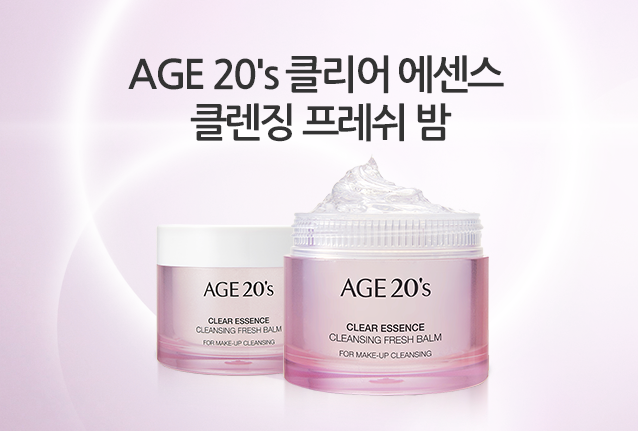 AGE 20's 클리어 에센스
클렌징 프레쉬 밤
AGE 20's
CLEAR ESSENCE
CLEANSING FRESH BALM
FOR MAKE-UP CLEANSING
AGE 20's
CLEAR ESSENCE
CLEANSING FRESH BALM
FOR MAKE-UP CLEANSING